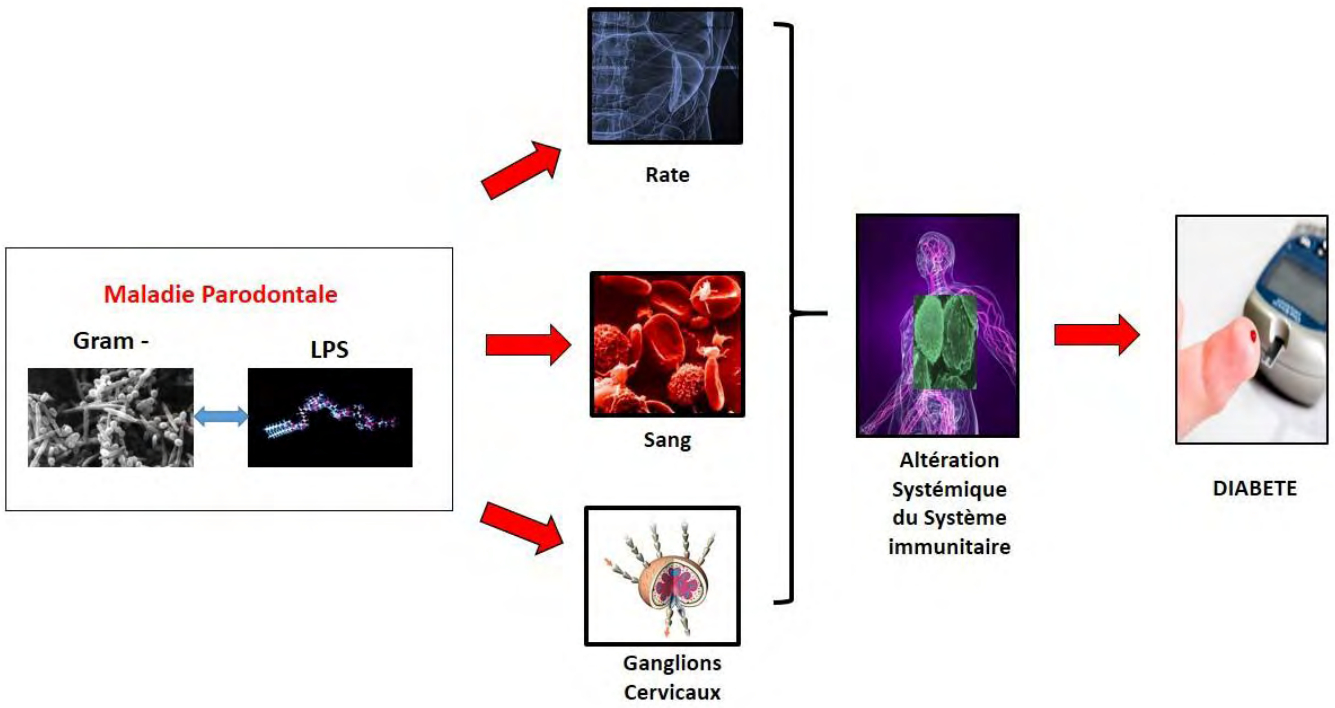 Maladie Parodontale
Gram -
LPS
Rate
Sang
Ganglions
Cervicaux
Altération
Systémique
du Système
immunitaire
DIABETE